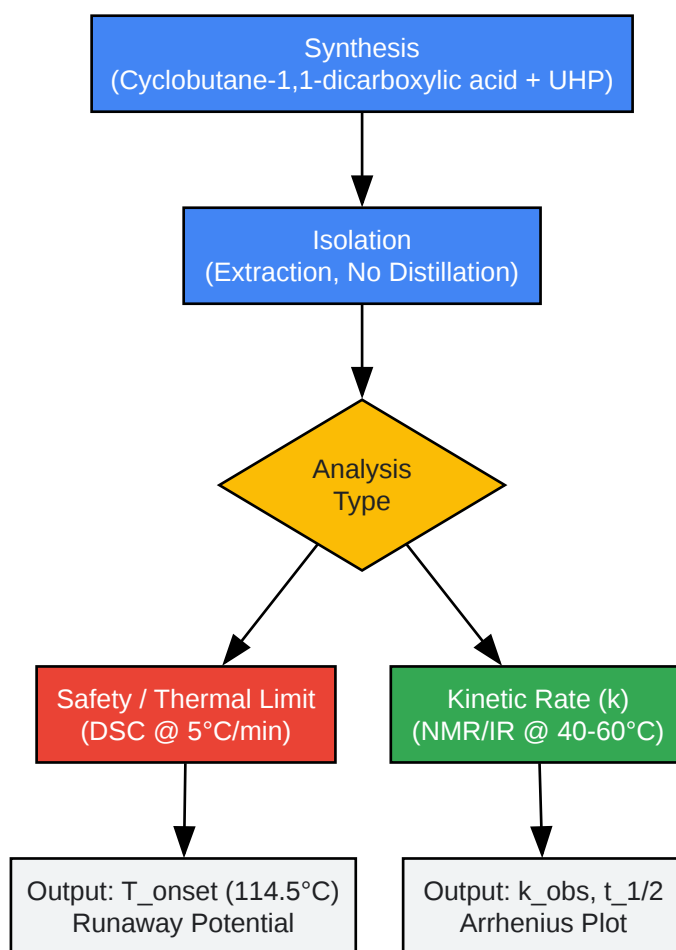 Synthesis
(Cyclobutane-1,1-dicarboxylic acid + UHP)
Isolation
(Extraction, No Distillation)
Analysis
Type
Safety / Thermal Limit
(DSC @ 5°C/min)
Kinetic Rate (k)
(NMR/IR @ 40-60°C)
Output: T_onset (114.5°C)
Runaway Potential
Output: k_obs, t_1/2
Arrhenius Plot